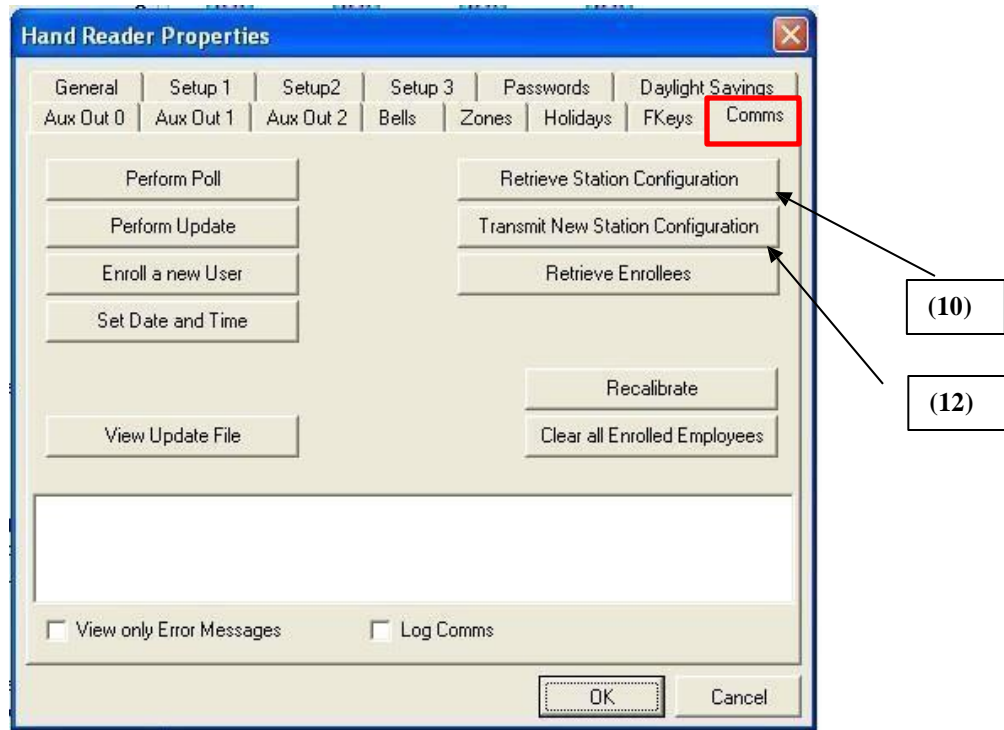 Hand Reader Properties
General Setup 1 Setup2 Setup 3 Passwords Daylight Savings
Aux Out 0 Aux Out 1 Aux Out 2 Bells Zones Holidays FKeys Comms
Perform Poll Retrieve Station Configuration
Perform Update Transmit New Station Configuration
Enroll a new User Retrieve Enrollees
(10)
Set Date and Time
Recalibrate
(12)
View Update File Clear all Enrolled Employees
View only Error Messages Log Comms
OK Cancel